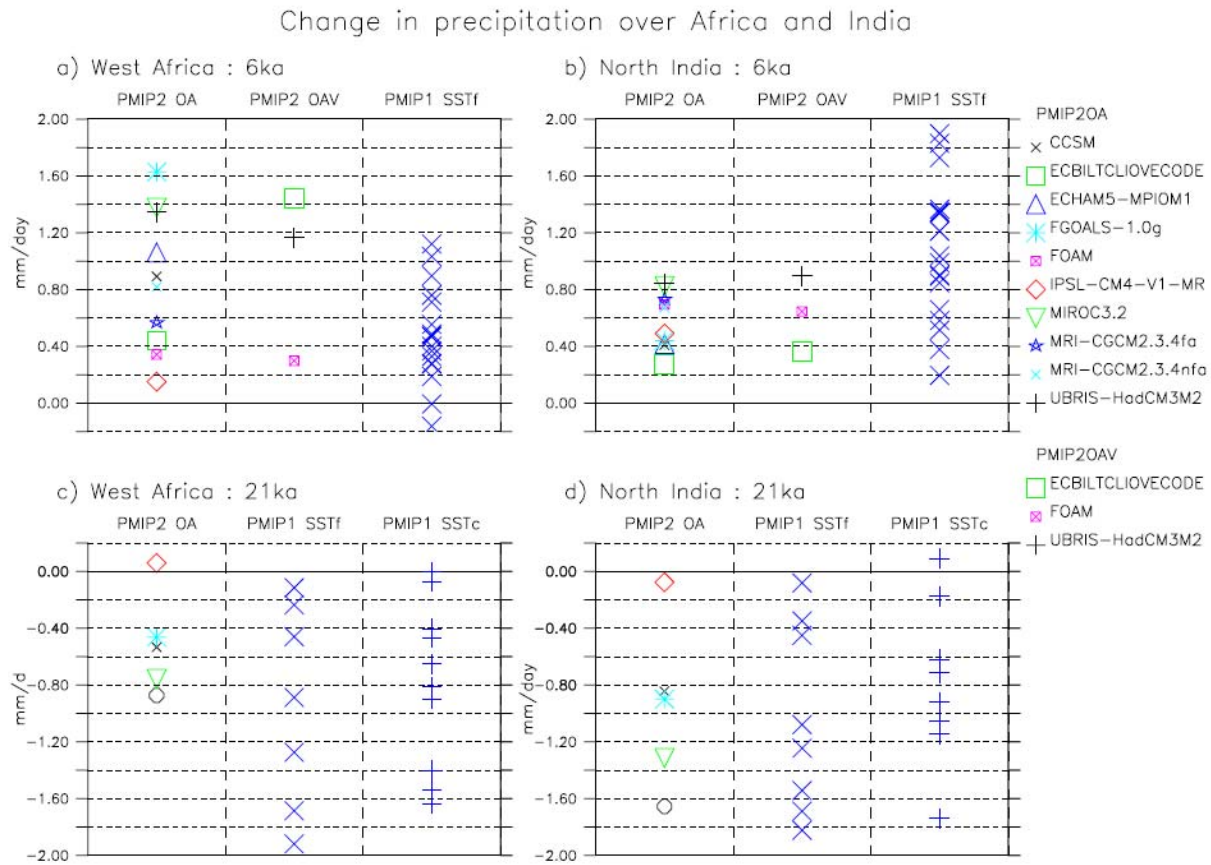 Change in precipitation over Africa and India
a) West Africa : 6ka
PMIP2 OA PMIP2 OAV PMIP1 SSTf
2.00
1.60
1.20
0.80
0.40
0.00
mm/day
b) North India : 6ka
PMIP2 OA PMIP2 OAV PMIP1 SSTf
2.00
1.60
1.20
0.80
0.40
0.00
mm/day
PMIP2OA
CCSM
ECBILTCLIOVECODE
ECHAM5-MPIOM1
FGOALS-1.0g
FOAM
IPSL-CM4-V1-MR
MIROC3.2
MRI-CGCM2.3.4fa
MRI-CGCM2.3.4nfa
UBRIS-HadCM3M2
PMIP2OAV
ECBILTCLIOVECODE
FOAM
UBRIS-HadCM3M2
c) West Africa : 21ka
PMIP2 OA PMIP1 SSTf PMIP1 SSTc
0.00
-0.40
-0.80
-1.20
-1.60
-2.00
mm/d
d) North India : 21ka
PMIP2 OA PMIP1 SSTf PMIP1 SSTc
0.00
-0.40
-0.80
-1.20
-1.60
-2.00
mm/day